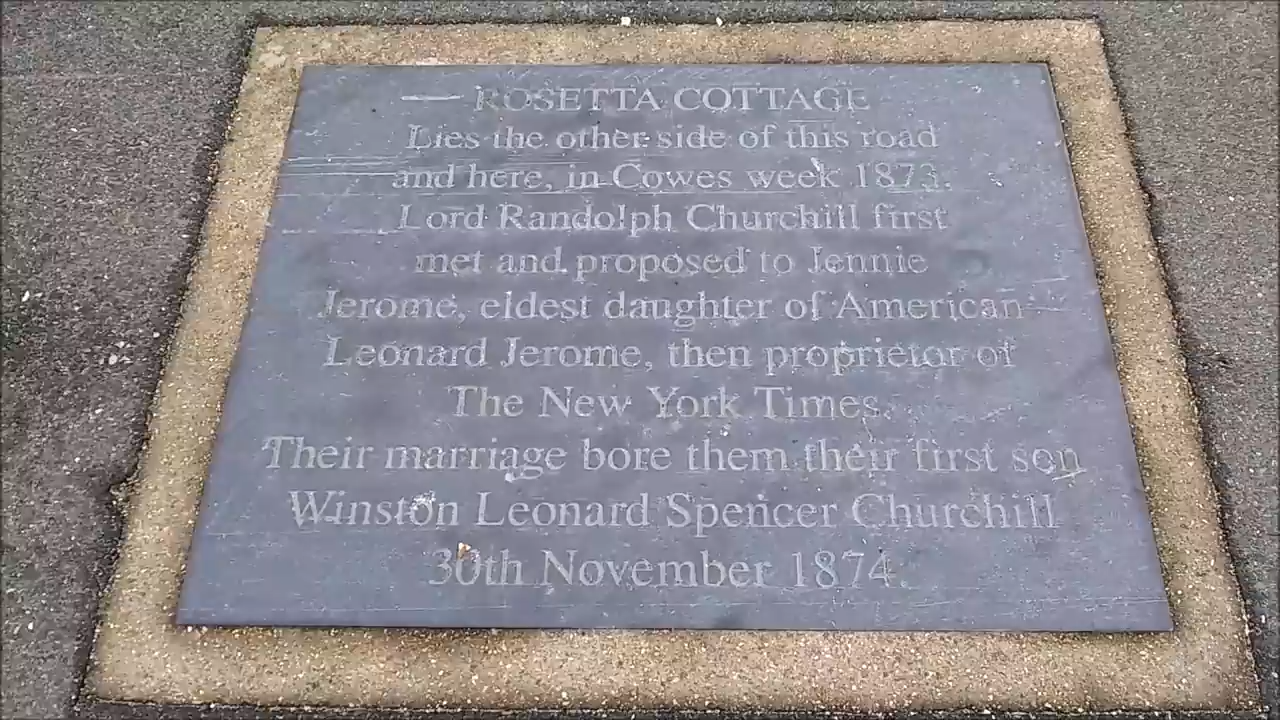 ROSETTA COTTAGE
Lies the other side of this road
and here, in Cowes week 1873,
Lord Randolph Churchill first
met and proposed to Jennie
Jerome, eldest daughter of American
Leonard Jerome, then proprietor of
The New York Times.
Their marriage bore them their first son
Winston Leonard Spencer Churchill
30th November 1874.